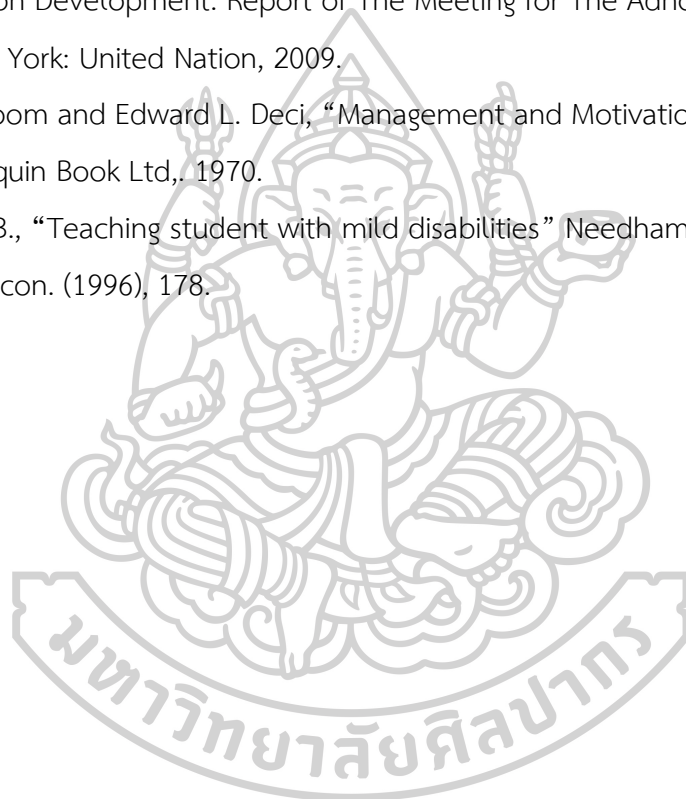 on Development. Report of The Meeting for The Adho
York: United Nation, 2009.
oom and Edward L. Deci, “Management and Motivatio
quin Book Ltd,. 1970.
3., “Teaching student with mild disabilities” Needham
con. (1996), 178.
มหาวิทยาลัยศิลปากร